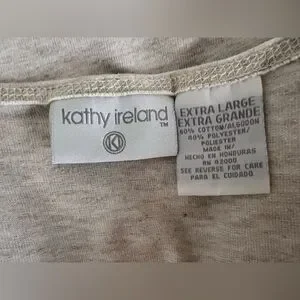 kathy ireland
TM
EXTRA LARGE
EXTRA GRANDE
60% COTTON/ALGODON
40% POLYESTER/
POLIESTER
MADE IN/
HECHO EN HONDURAS
RN 92000
SEE REVERSE FOR CARE
PARA EL CUIDADO